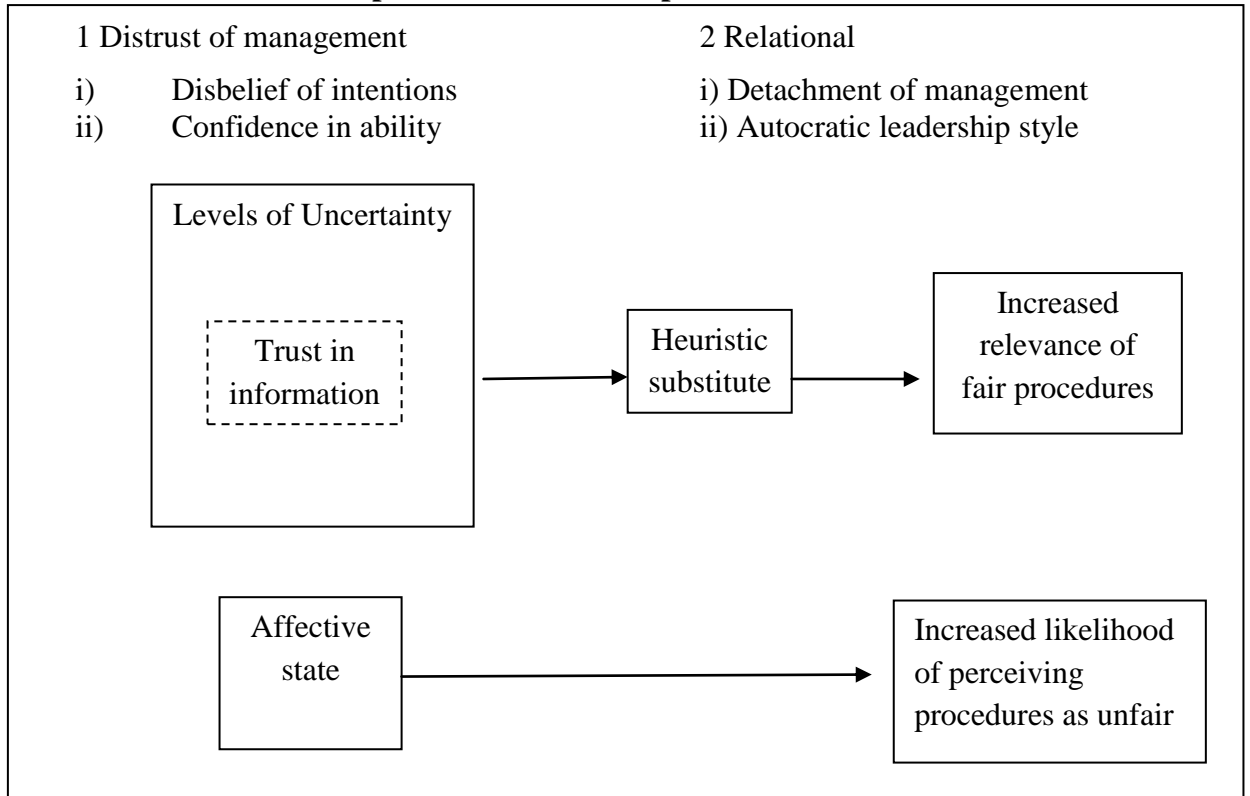 1 Distrust of management
i) Disbelief of intentions
ii) Confidence in ability
2 Relational
i) Detachment of management
ii) Autocratic leadership style
Levels of Uncertainty
Trust in
information
Heuristic
substitute
Increased
relevance of
fair procedures
Affective
state
Increased likelihood
of perceiving
procedures as unfair